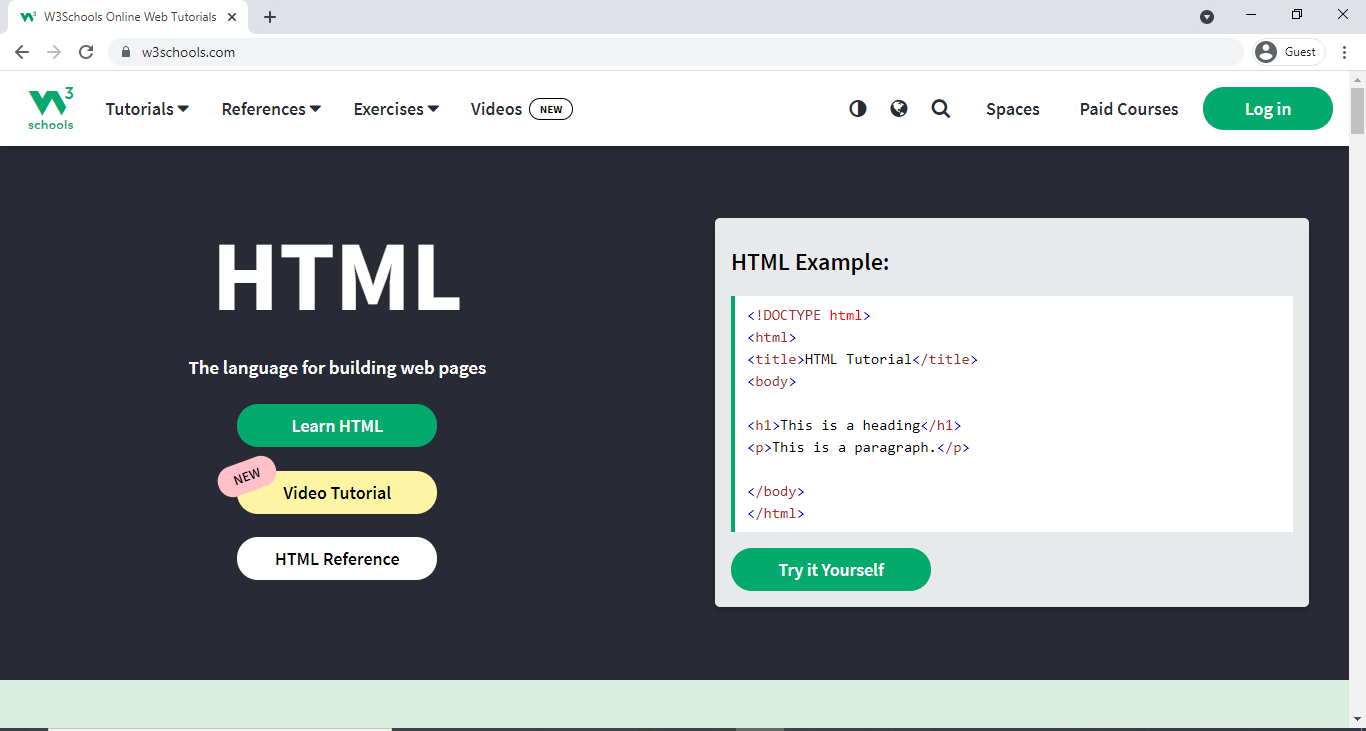 W3Schools Online Web Tutorials
w3schools.com
Guest
W3 schools
Tutorials References Exercises Videos NEW Spaces Paid Courses Log in
HTML
The language for building web pages
Learn HTML
NEW
Video Tutorial
HTML Reference
HTML Example:
<!DOCTYPE html>
<html>
<title>HTML Tutorial</title>
<body>
<h1>This is a heading</h1>
<p>This is a paragraph.</p>
</body>
</html>
Try it Yourself